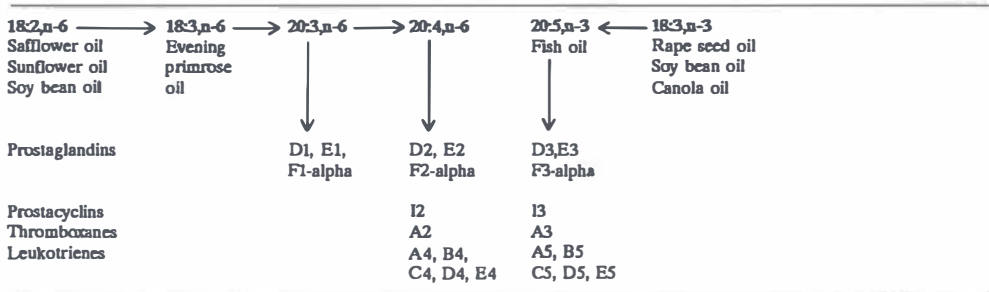 18:2,n-6 18:3,n-6 20:3,n-6 20:4,n-6 20:5,n-3 18:3,n-3
Safflower oil Evening Fish oil Rape seed oil
Sunflower oil primrose Soy bean oil
Soy bean oil oil Canola oil
Prostaglandins D1, E1, D2, E2 D3,E3
F1-alpha F2-alpha F3-alpha
Prostacyclins I2 I3
Thromboxanes A2 A3
Leukotrienes A4, B4, A5, B5
C4, D4, E4 C5, D5, E5